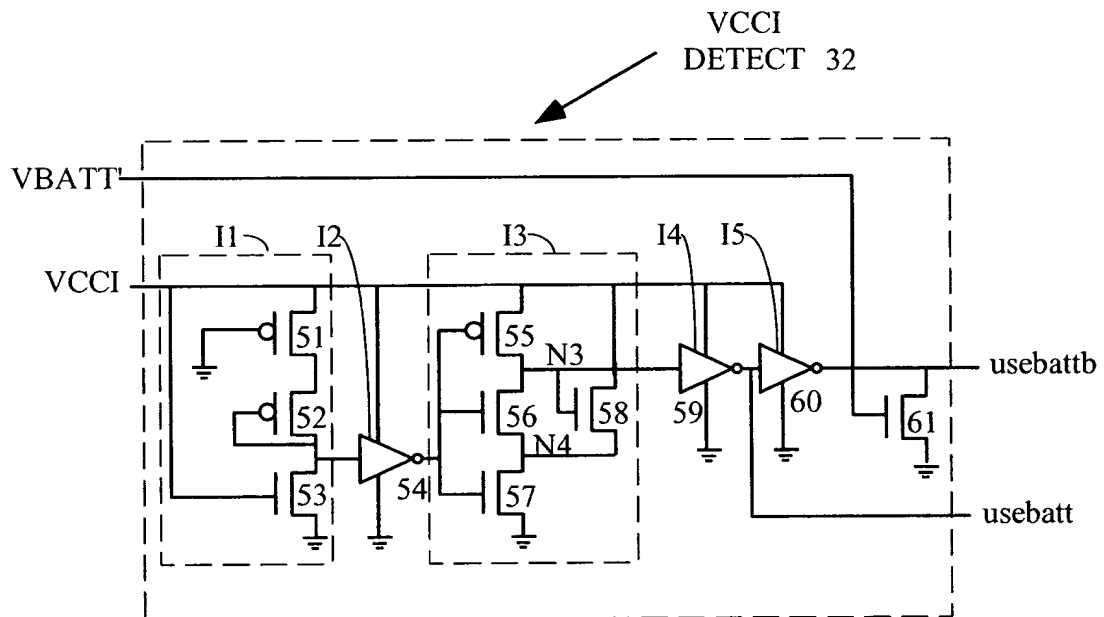 VCCI
DETECT 32
VBATT'
I1
I2
I3
I4
I5
VCCI
51
55
N3
usebattb
52
56
58
59
60
61
N4
53
54
57
usebatt